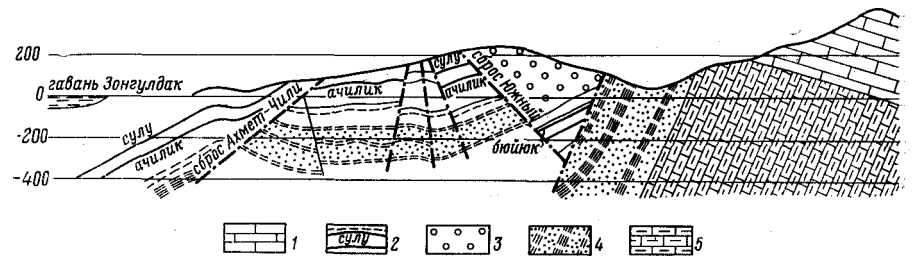 200
гавань Зонгулдак
0
-200
-400
сулу
ачилик
сброс Ахмет-Чили
ачилик
сулу
ачилик
сброс Южный
бюйюк
1
сулу 2
3
4
5